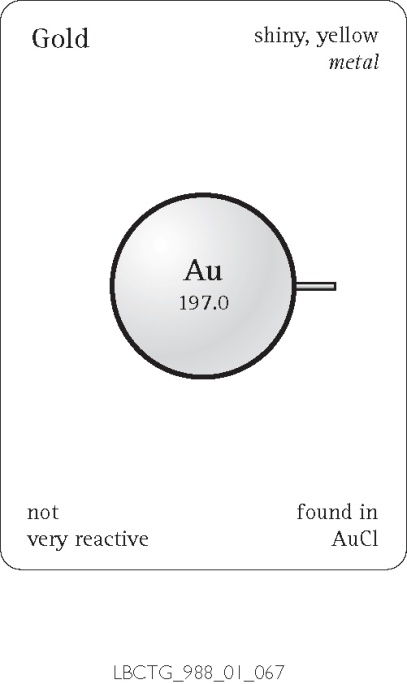 Gold
shiny, yellow
metal
Au
197.0
not
very reactive
found in
AuCl
LBCTG_988_01_067